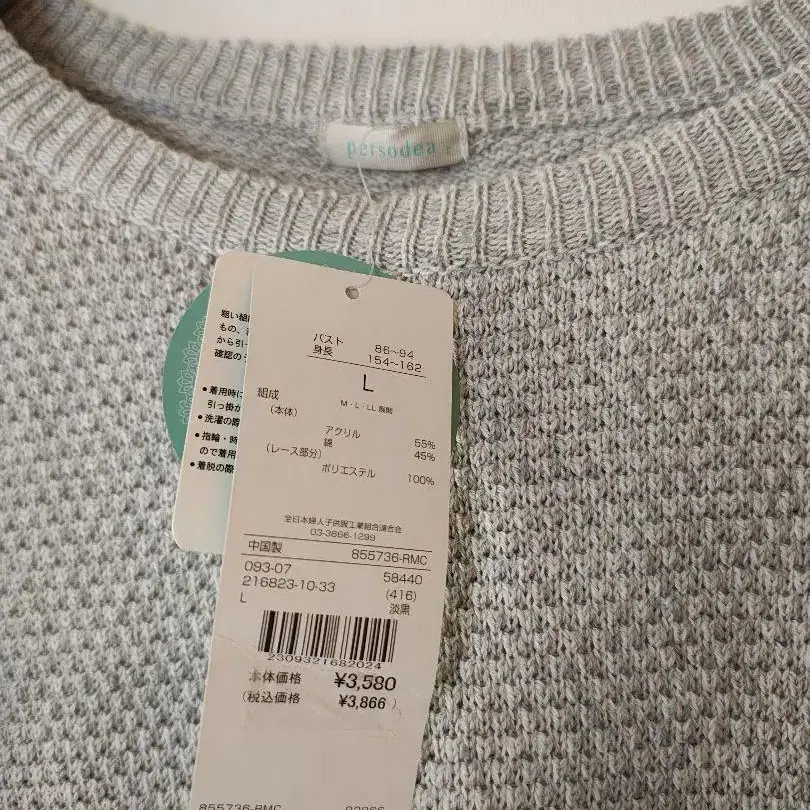 persodea
粗い組
もの、
から引っ
確認の
●着用時に
引っ掛か
●洗濯の際
●指輪・時
ので着用
●着脱の際
バスト 86~94
身長 154~162
L
M・L・LL 展開
組成
(本体)
アクリル 55%
綿 45%
(レース部分)
ポリエステル 100%
全日本婦人子供服工業組合連合会
03-3866-1299
中国製 855736-RMC
093-07 58440
216823-10-33 (416)
L 淡黒
2309321682024
本体価格 ¥3,580
(税込価格 ¥3,866)
855736-RMC